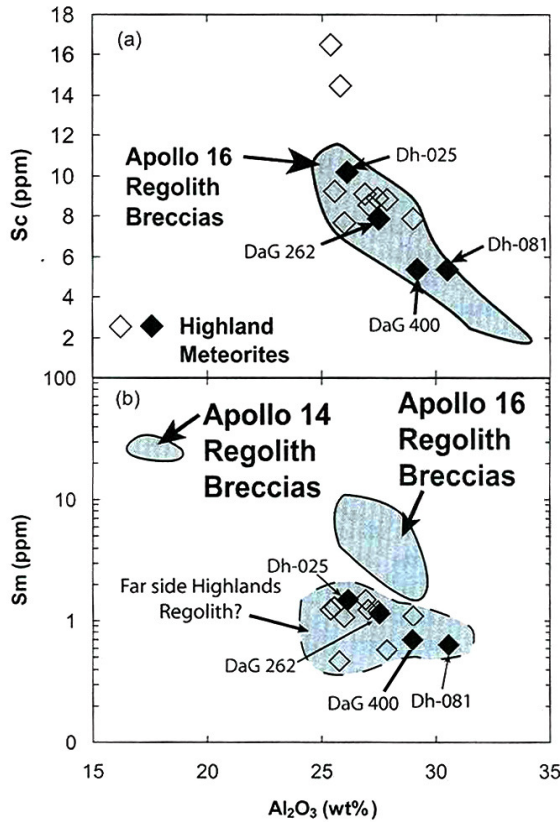 18
(a)
16
14
12
Apollo 16
Regolith
Breccias
Dh-025
10
Sc (ppm)
8
DaG 262
Dh-081
6
4
DaG 400
Highland
Meteorites
2
100
(b)
Apollo 14
Regolith
Breccias
Apollo 16
Regolith
Breccias
10
Sm (ppm)
Dh-025
Far side Highlands
Regolith?
1
DaG 262
DaG 400
Dh-081
0
15
20
25
30
35
Al₂O₃ (wt%)